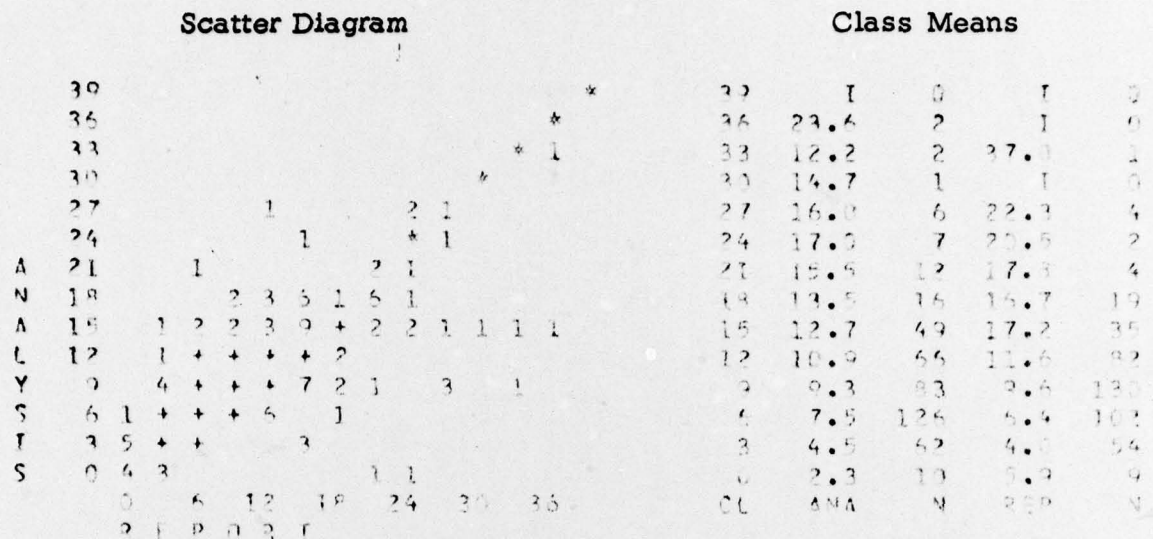 Scatter Diagram Class Means
39 * 39 I 0 I 0
36 * 36 23.6 2 I 0
33 * 1 33 12.2 2 37.0 1
30 * 30 14.7 1 I 0
27 1 2 1 27 16.0 6 22.3 4
24 1 * 1 24 17.0 7 20.5 2
A 21 1 2 1 21 15.5 12 17.3 4
N 18 2 3 6 1 6 1 18 13.5 16 15.7 19
A 15 1 2 2 3 9 + 2 2 1 1 1 1 15 12.7 49 17.2 35
L 12 1 + + + + 2 12 10.9 66 11.6 82
Y 9 4 + + + 7 2 1 3 1 9 9.3 83 9.6 130
S 6 1 + + + 6 1 6 7.5 126 6.4 102
T 3 5 + + 3 3 4.5 62 4.0 54
S 0 4 3 1 1 0 2.3 10 5.9 9
0 6 12 18 24 30 36 CL ANA N REP N
R E P O R T